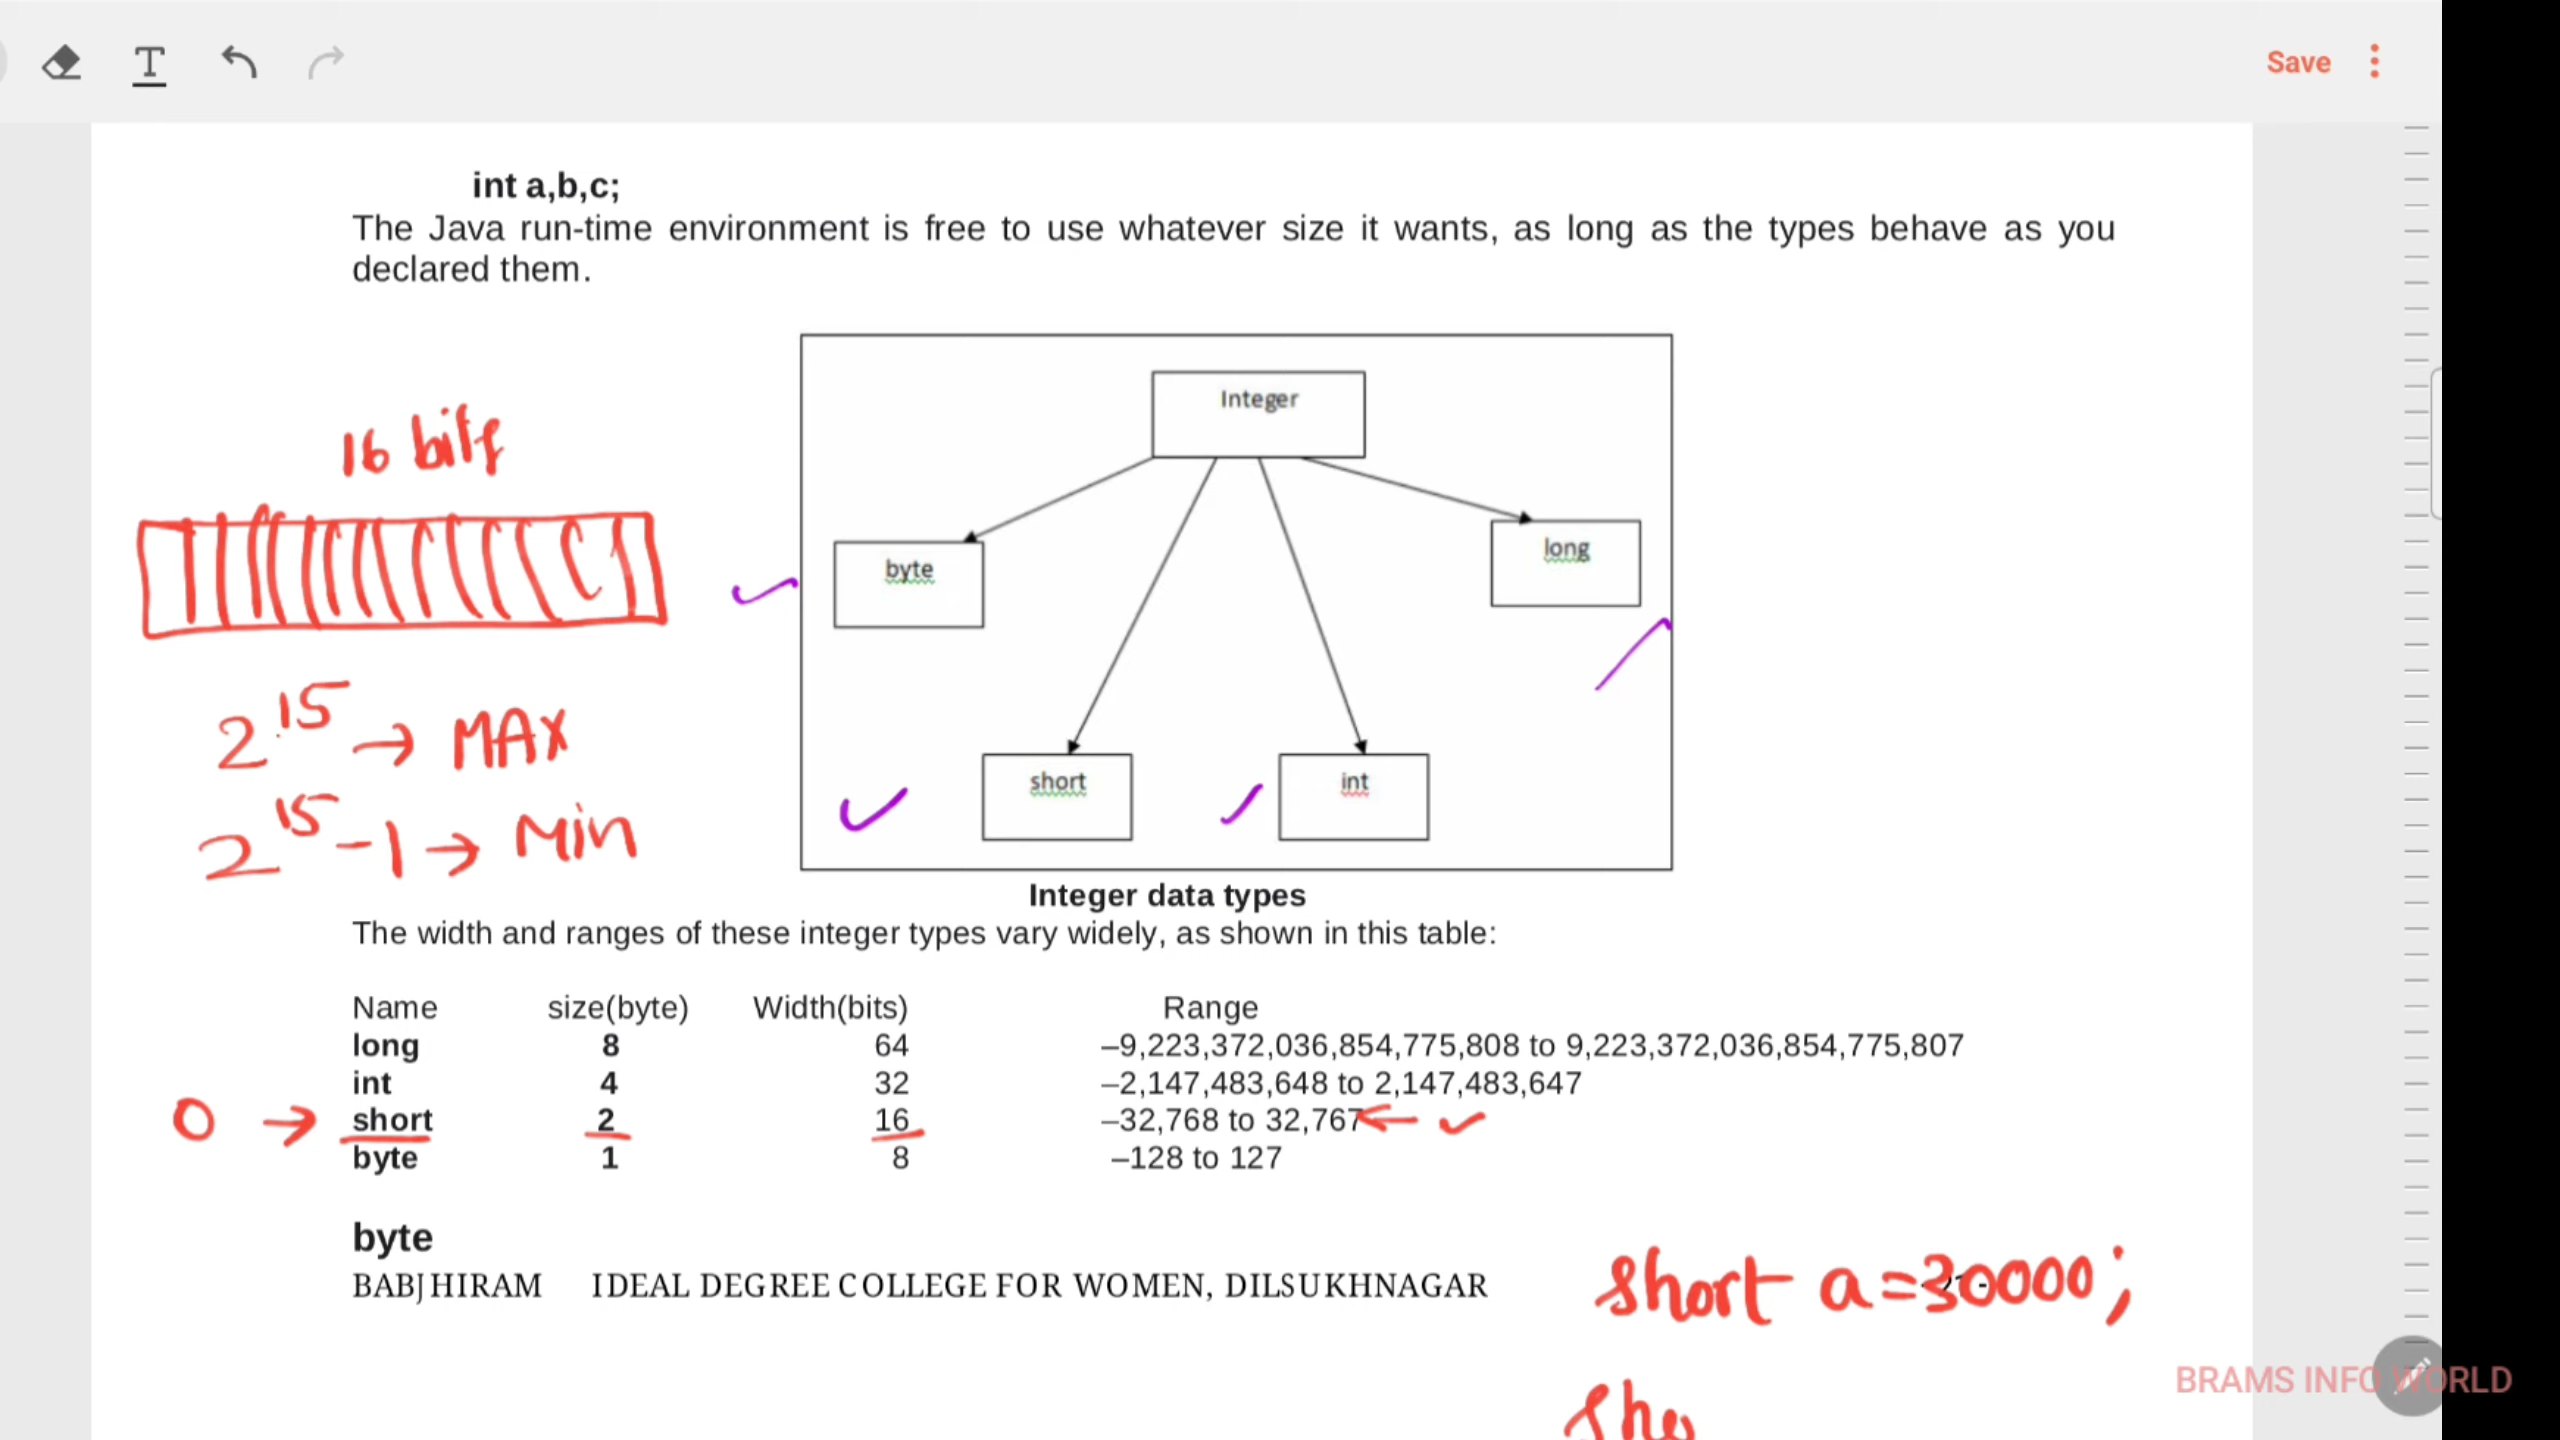 Save
int a,b,c;
The Java run-time environment is free to use whatever size it wants, as long as the types behave as you
declared them.
16 bits
Integer
byte
long
2^15 → MAX
short
int
2^15 -1 → Min
Integer data types
The width and ranges of these integer types vary widely, as shown in this table:
Name size(byte) Width(bits) Range
long 8 64 –9,223,372,036,854,775,808 to 9,223,372,036,854,775,807
int 4 32 –2,147,483,648 to 2,147,483,647
0 → short 2 16 –32,768 to 32,767 ← ✓
byte 1 8 –128 to 127
byte
BABJHIRAM IDEAL DEGREE COLLEGE FOR WOMEN, DILSUKHNAGAR
short a=30000;
BRAMS INFO WORLD